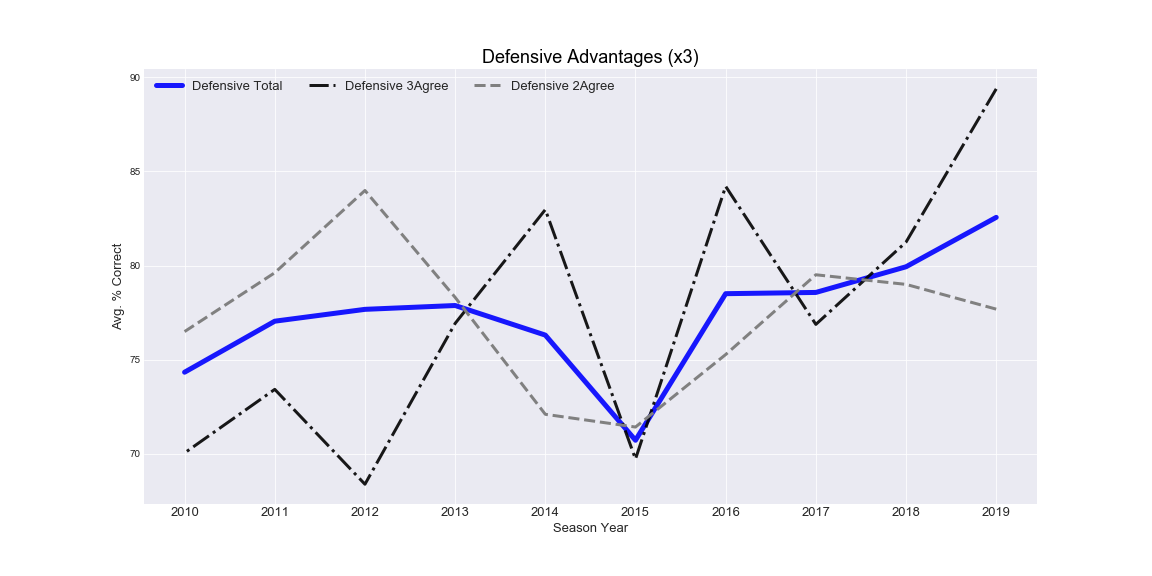 Defensive Advantages (x3)
Defensive Total Defensive 3Agree Defensive 2Agree
90
85
80
75
70
Avg. % Correct
2010 2011 2012 2013 2014 2015 2016 2017 2018 2019
Season Year